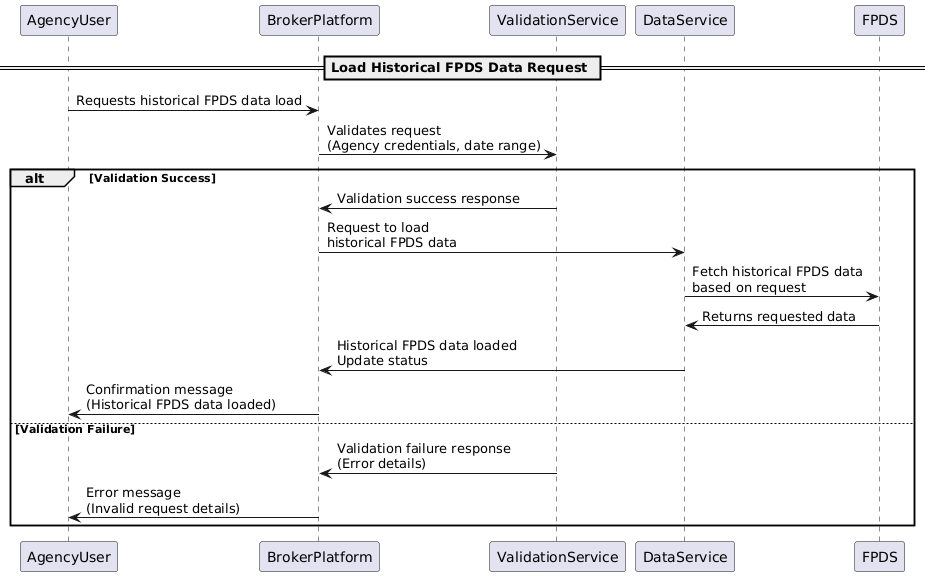 AgencyUser BrokerPlatform ValidationService DataService FPDS
Load Historical FPDS Data Request
Requests historical FPDS data load
Validates request
(Agency credentials, date range)
alt [Validation Success]
Validation success response
Request to load
historical FPDS data
Fetch historical FPDS data
based on request
Returns requested data
Historical FPDS data loaded
Update status
Confirmation message
(Historical FPDS data loaded)
[Validation Failure]
Validation failure response
(Error details)
Error message
(Invalid request details)
AgencyUser BrokerPlatform ValidationService DataService FPDS